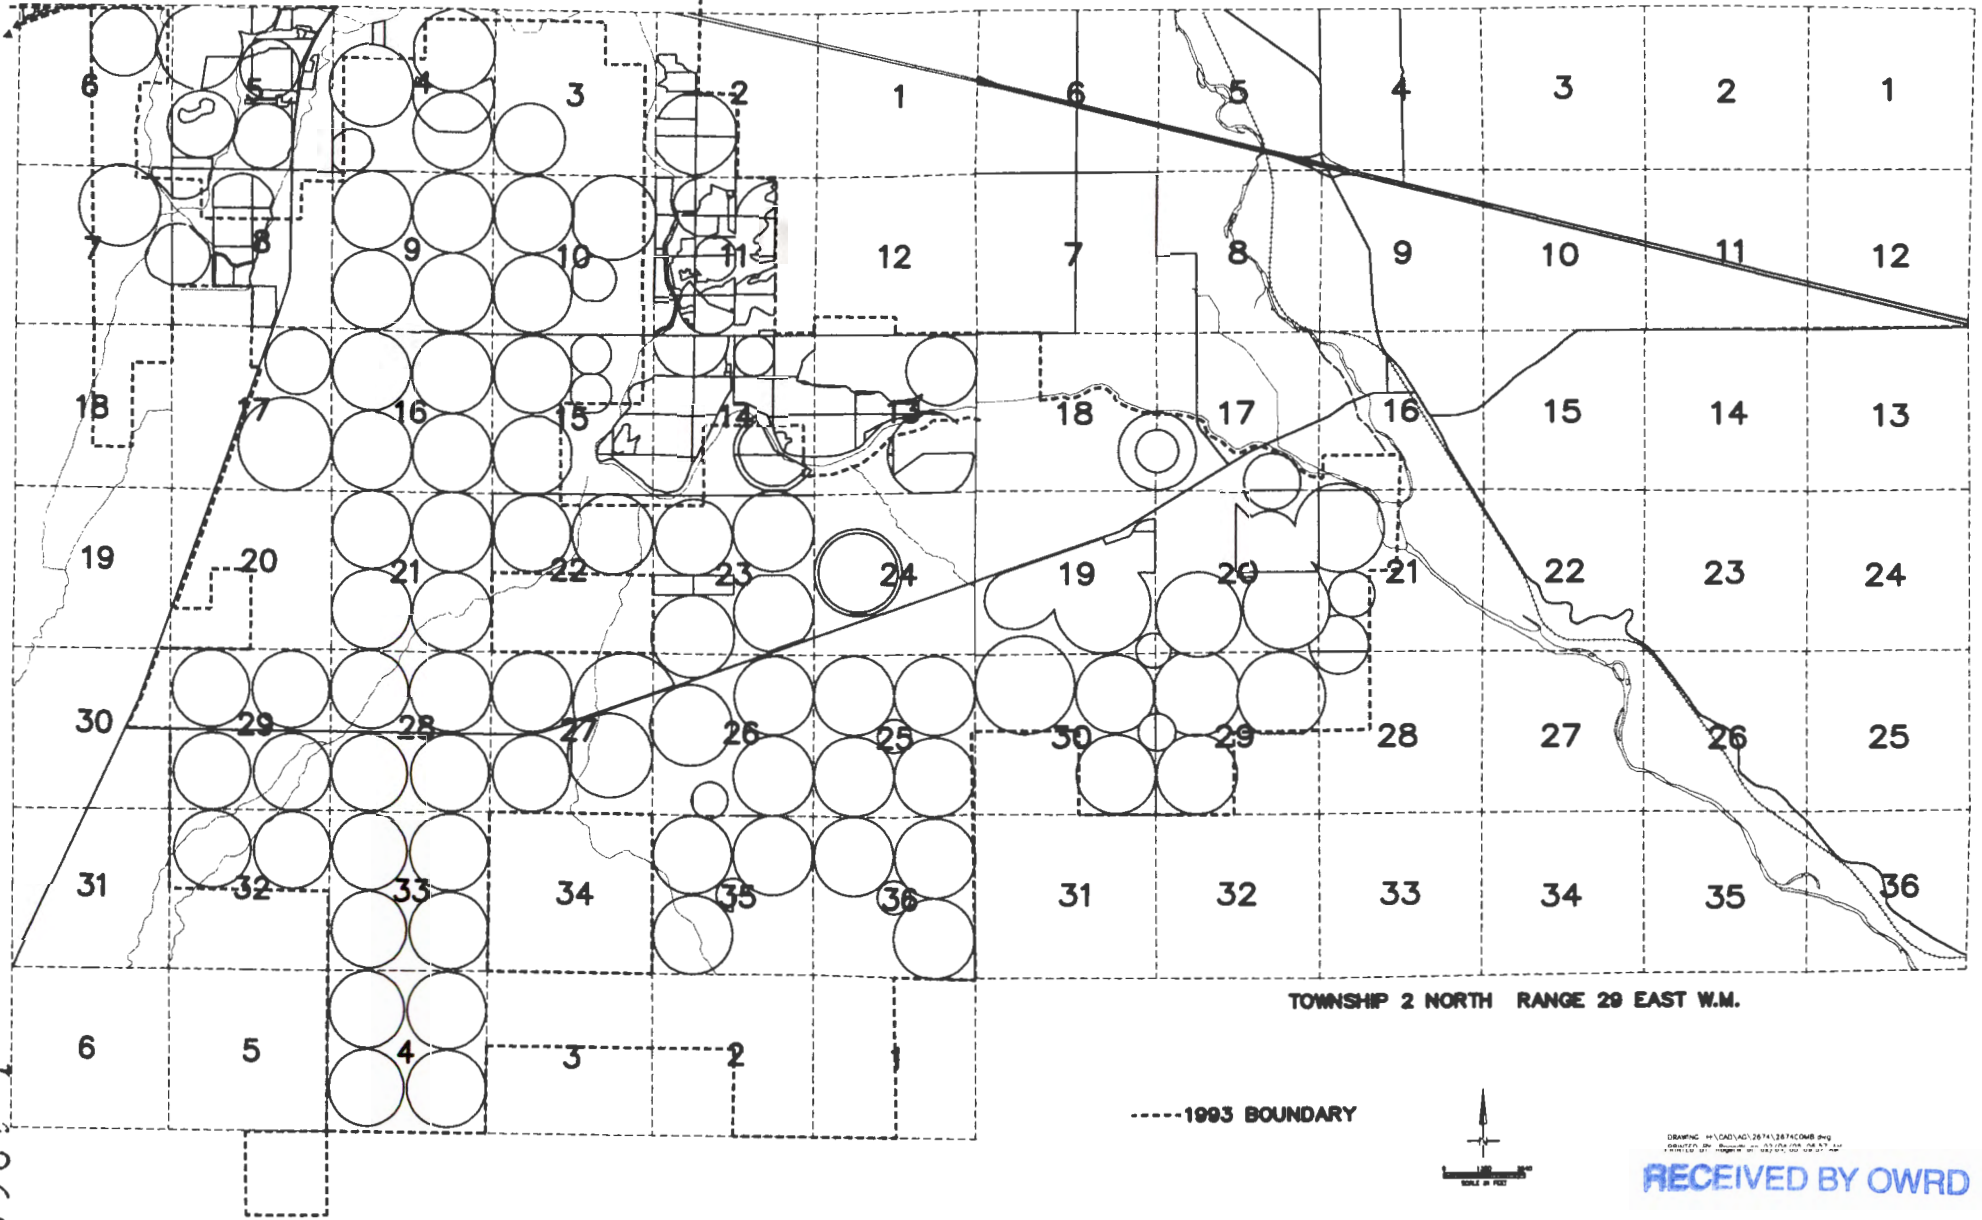 6 5 4 3 2 1 6 5 4 3 2 1
7 8 9 10 11 12 7 8 9 10 11 12
18 17 16 15 14 13 18 17 16 15 14 13
19 20 21 22 23 24 19 20 21 22 23 24
30 29 28 27 26 25 30 29 28 27 26 25
31 32 33 34 35 36 31 32 33 34 35 36
TOWNSHIP 2 NORTH RANGE 29 EAST W.M.
6 5 4 3 2 1
1993 BOUNDARY
SCALE IN FEET
RECEIVED BY OWRD